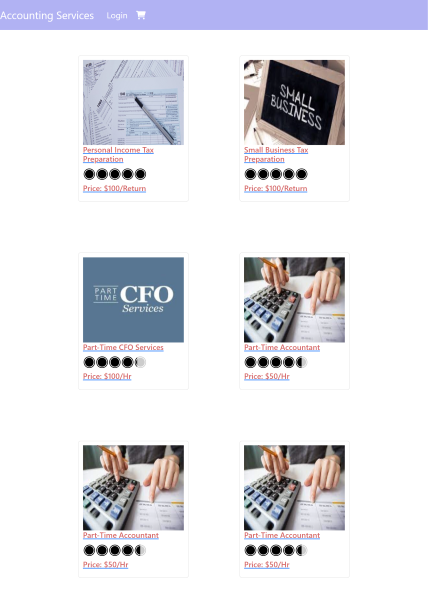 Accounting Services Login
SMALL
BUSINESS
Personal Income Tax
Preparation
Price: $100/Return
Small Business Tax
Preparation
Price: $100/Return
PART
TIME
CFO
Services
Part-Time CFO Services
Price: $100/Hr
Part-Time Accountant
Price: $50/Hr
Part-Time Accountant
Price: $50/Hr
Part-Time Accountant
Price: $50/Hr